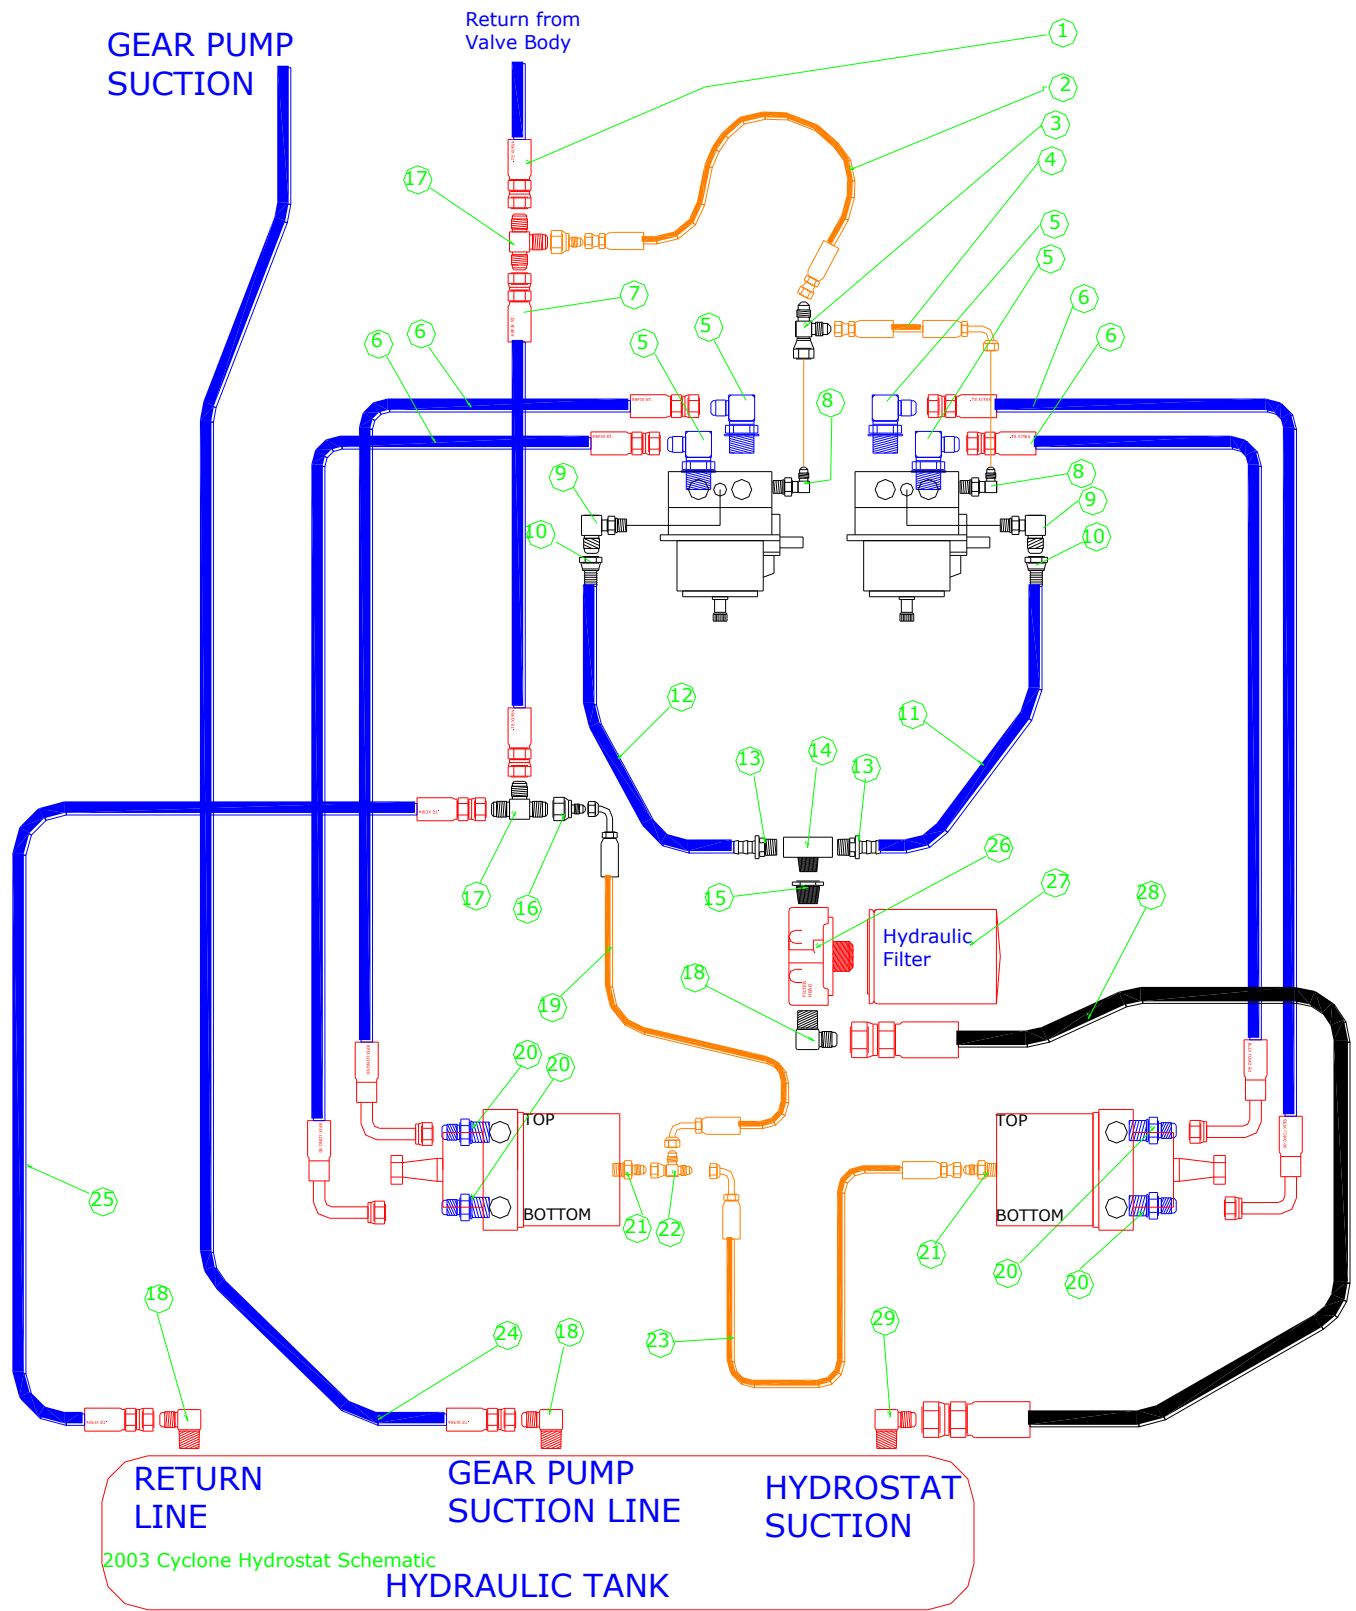 Return from
Valve Body
GEAR PUMP
SUCTION
1
2
3
4
17
5
5
7
6
6
5
5
6
6
8
8
9
9
10
10
12
11
13
14
13
26
27
28
15
17
16
Hydraulic
Filter
18
FILTER
HEAD
19
20
20
TOP
TOP
25
BOTTOM
BOTTOM
21
22
21
20
20
18
24
18
23
29
RETURN
LINE
GEAR PUMP
SUCTION LINE
HYDROSTAT
SUCTION
2003 Cyclone Hydrostat Schematic
HYDRAULIC TANK